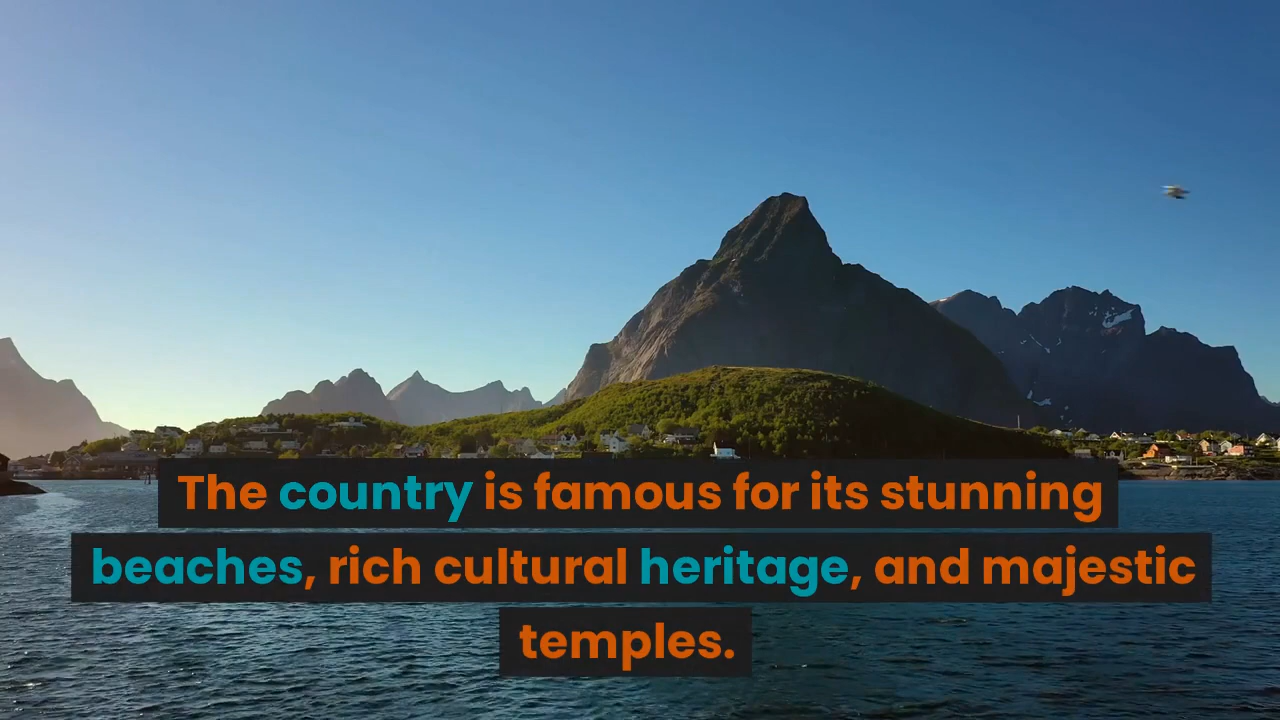 The country is famous for its stunning
beaches, rich cultural heritage, and majestic
temples.